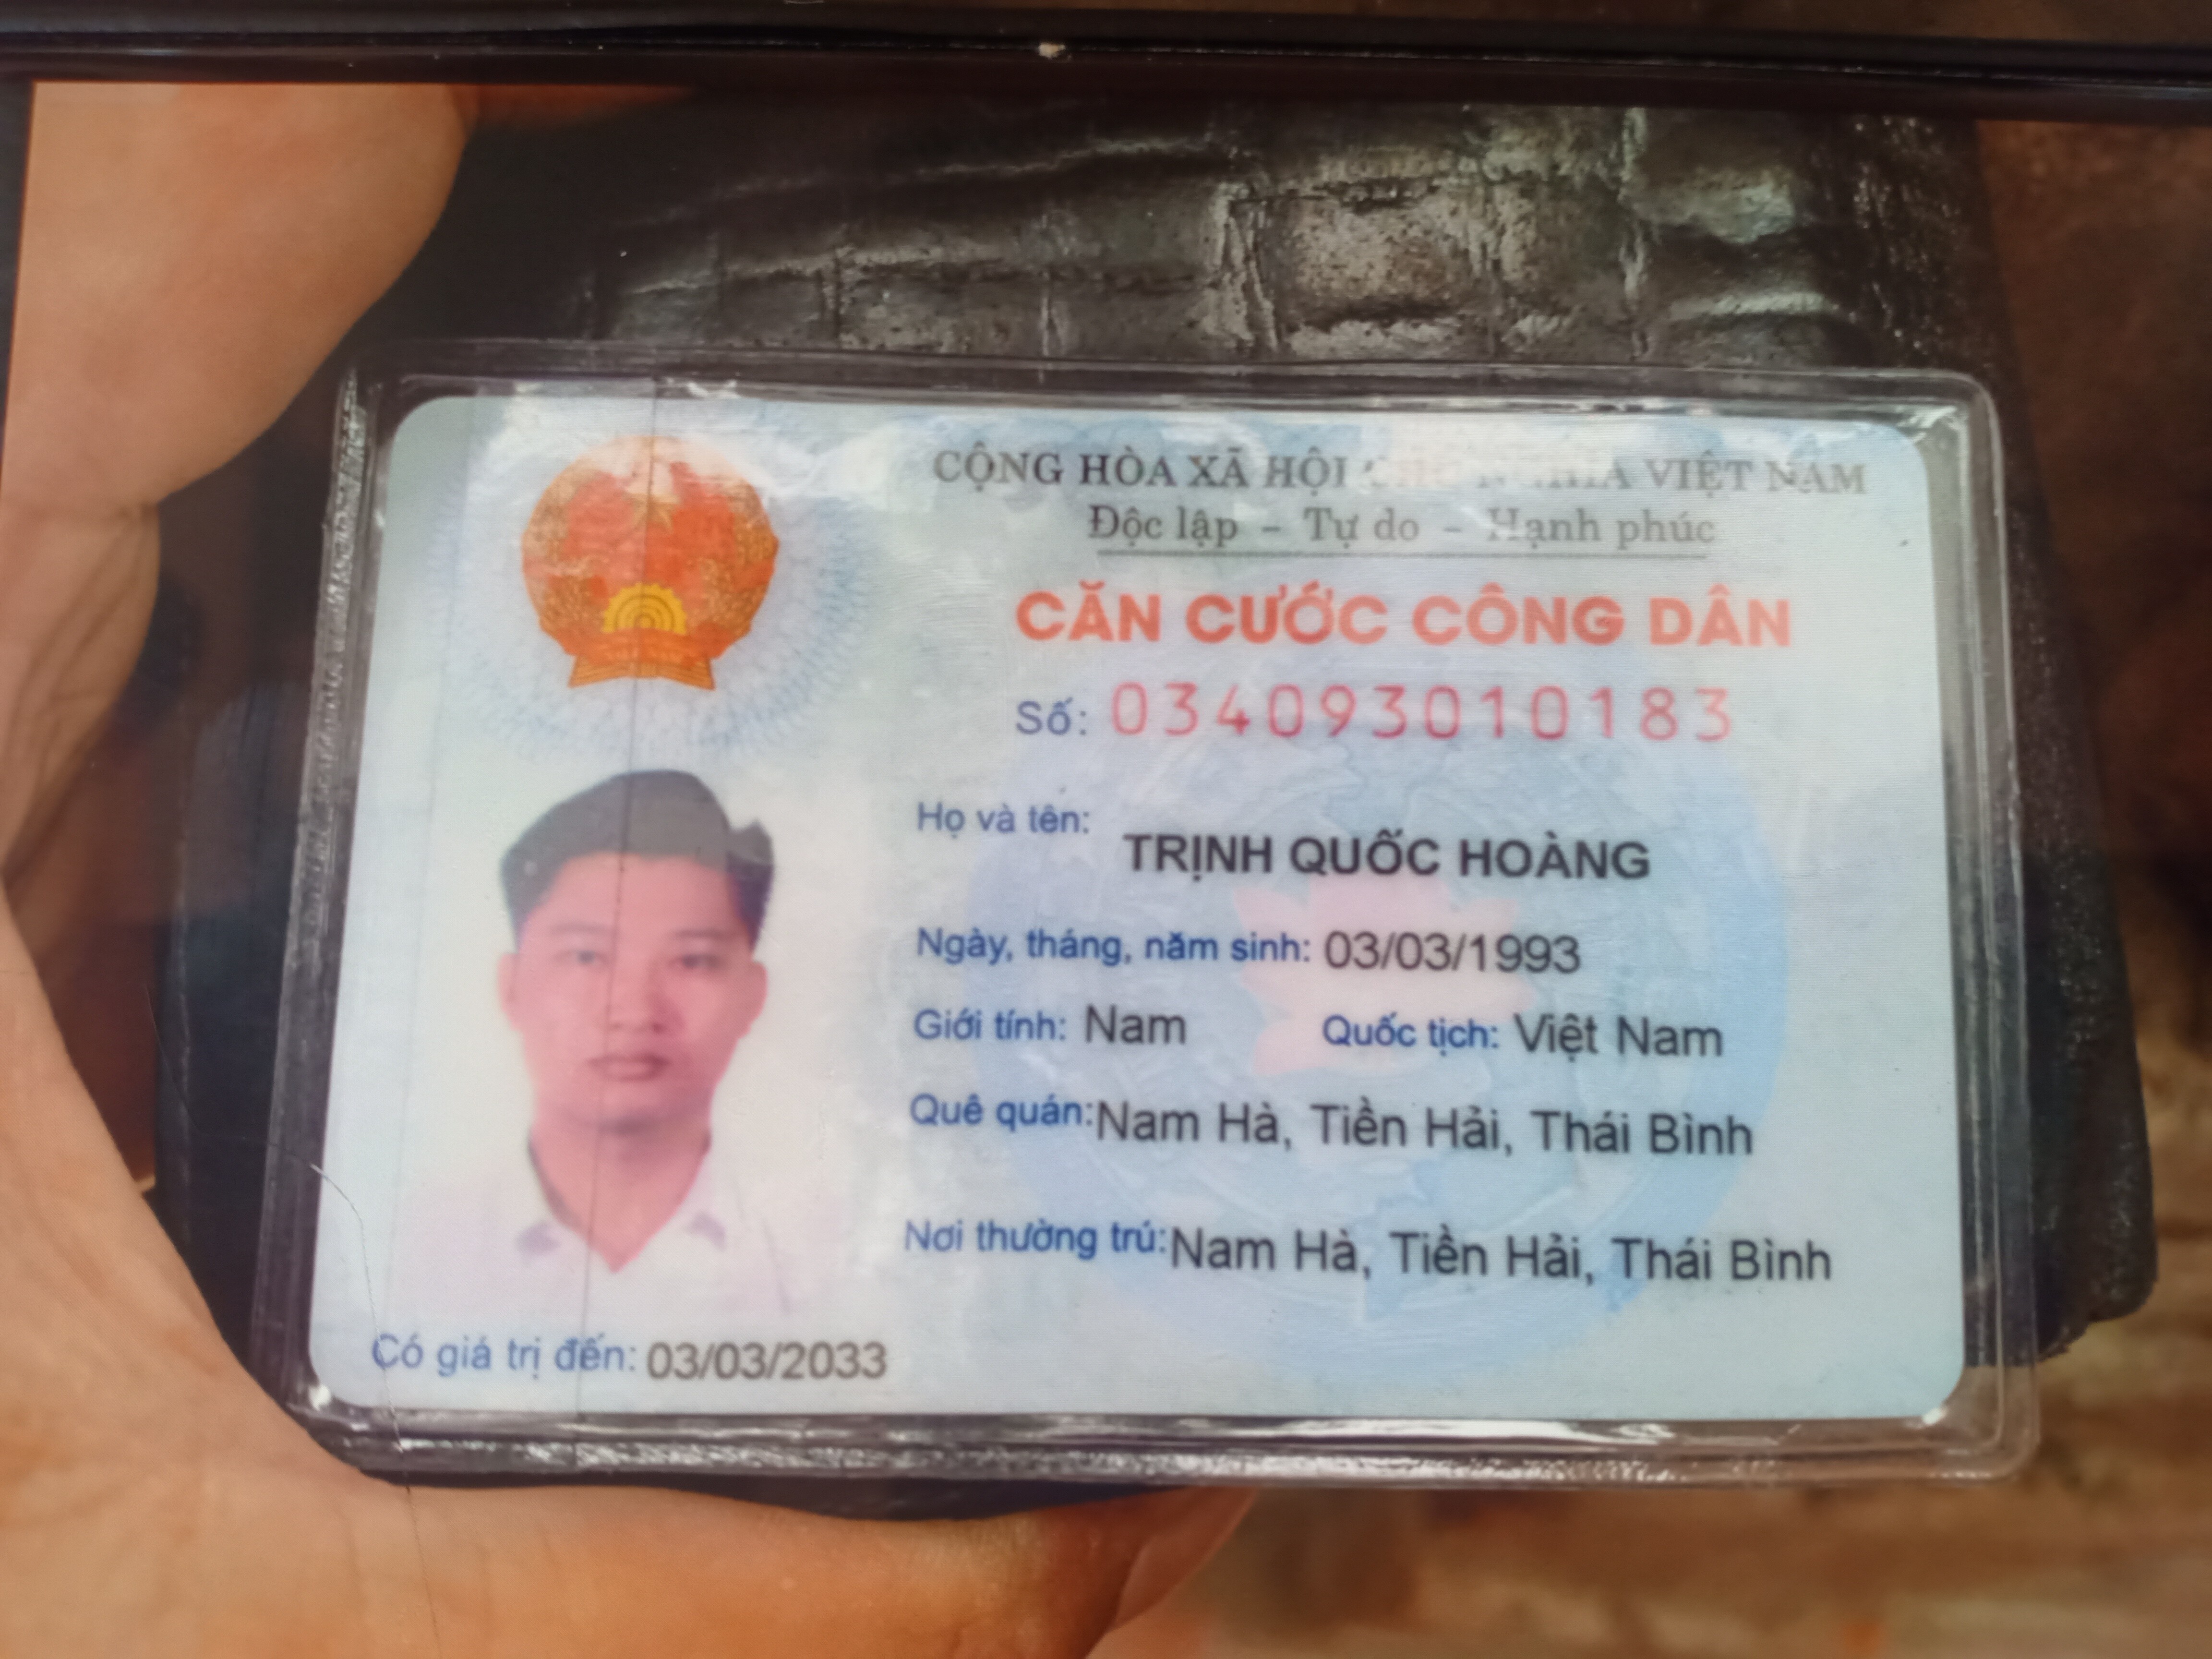 CỘNG HÒA XÃ HỘI CHỦ NGHĨA VIỆT NAM
Độc lập - Tự do - Hạnh phúc
CĂN CƯỚC CÔNG DÂN
Số: 034093010183
Họ và tên: TRỊNH QUỐC HOÀNG
Ngày, tháng, năm sinh: 03/03/1993
Giới tính: Nam Quốc tịch: Việt Nam
Quê quán: Nam Hà, Tiền Hải, Thái Bình
Nơi thường trú: Nam Hà, Tiền Hải, Thái Bình
Có giá trị đến: 03/03/2033